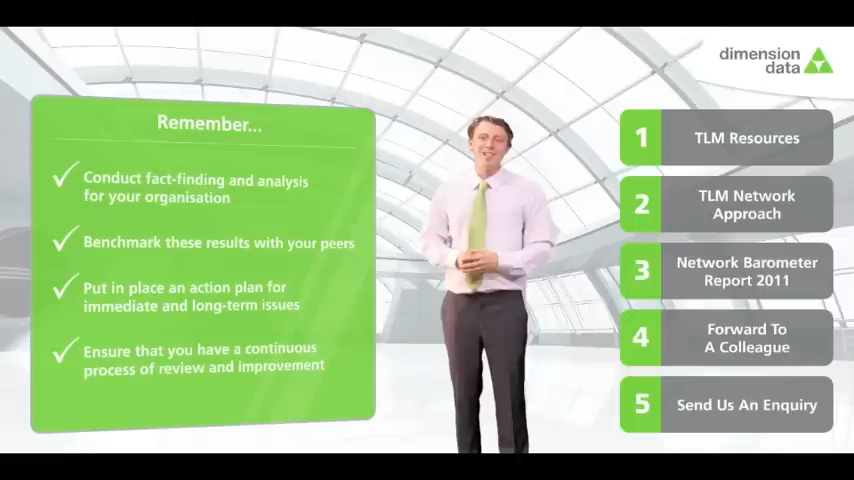 dimension
data
Remember...
Conduct fact-finding and analysis
for your organisation
Benchmark these results with your peers
Put in place an action plan for
immediate and long-term issues
Ensure that you have a continuous
process of review and improvement
1 TLM Resources
2 TLM Network
Approach
3 Network Barometer
Report 2011
4 Forward To
A Colleague
5 Send Us An Enquiry